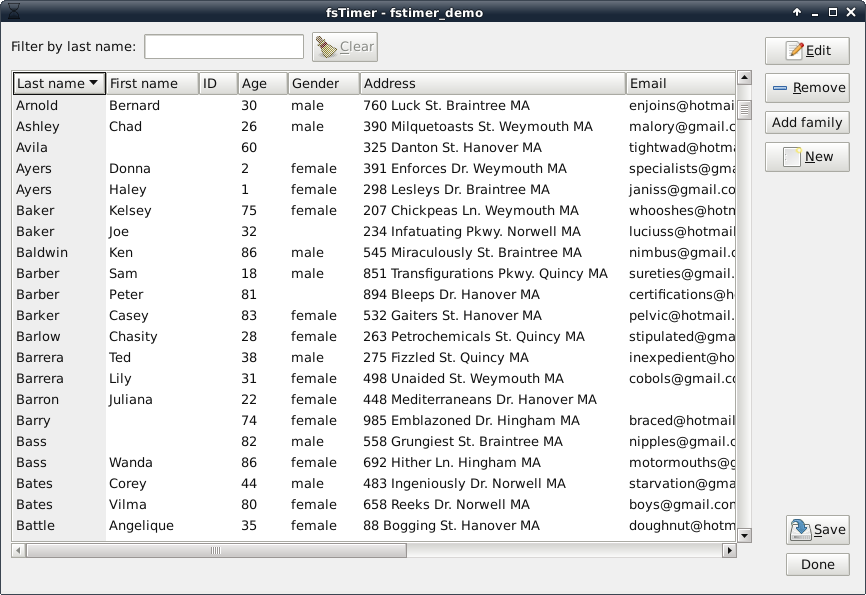 fsTimer - fstimer_demo
Filter by last name: Clear
Edit
Remove
Add family
New
Last name First name ID Age Gender Address Email
Arnold Bernard 30 male 760 Luck St. Braintree MA enjoins@hotmai
Ashley Chad 26 male 390 Milquetoasts St. Weymouth MA malory@gmail.c
Avila 60 325 Danton St. Hanover MA tightwad@hotma
Ayers Donna 2 female 391 Enforces Dr. Weymouth MA specialists@gma
Ayers Haley 1 female 298 Lesleys Dr. Braintree MA janiss@gmail.co
Baker Kelsey 75 female 207 Chickpeas Ln. Weymouth MA whooshes@hotn
Baker Joe 32 234 Infatuating Pkwy. Norwell MA luciuss@hotmail
Baldwin Ken 86 male 545 Miraculously St. Braintree MA nimbus@gmail.c
Barber Sam 18 male 851 Transfigurations Pkwy. Quincy MA sureties@gmail.
Barber Peter 81 894 Bleeps Dr. Hanover MA certifications@h
Barker Casey 83 female 532 Gaiters St. Hanover MA pelvic@hotmail.
Barlow Chasity 28 female 263 Petrochemicals St. Quincy MA stipulated@gma
Barrera Ted 38 male 275 Fizzled St. Quincy MA inexpedient@ho
Barrera Lily 31 female 498 Unaided St. Weymouth MA cobols@gmail.cc
Barron Juliana 22 female 448 Mediterraneans Dr. Hanover MA
Barry 74 female 985 Emblazoned Dr. Hingham MA braced@hotmail
Bass 82 male 558 Grungiest St. Braintree MA nipples@gmail.c
Bass Wanda 86 female 692 Hither Ln. Hingham MA motormouths@g
Bates Corey 44 male 483 Ingeniously Dr. Norwell MA starvation@gma
Bates Vilma 80 female 658 Reeks Dr. Norwell MA boys@gmail.con
Battle Angelique 35 female 88 Bogging St. Hanover MA doughnut@hotm
Save
Done